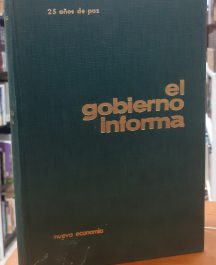 25 años de paz
el
gobierno
informa
nueva economía